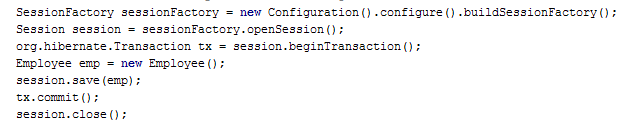 SessionFactory sessionFactory = new Configuration().configure().buildSessionFactory();
Session session = sessionFactory.openSession();
org.hibernate.Transaction tx = session.beginTransaction();
Employee emp = new Employee();
session.save(emp);
tx.commit();
session.close();